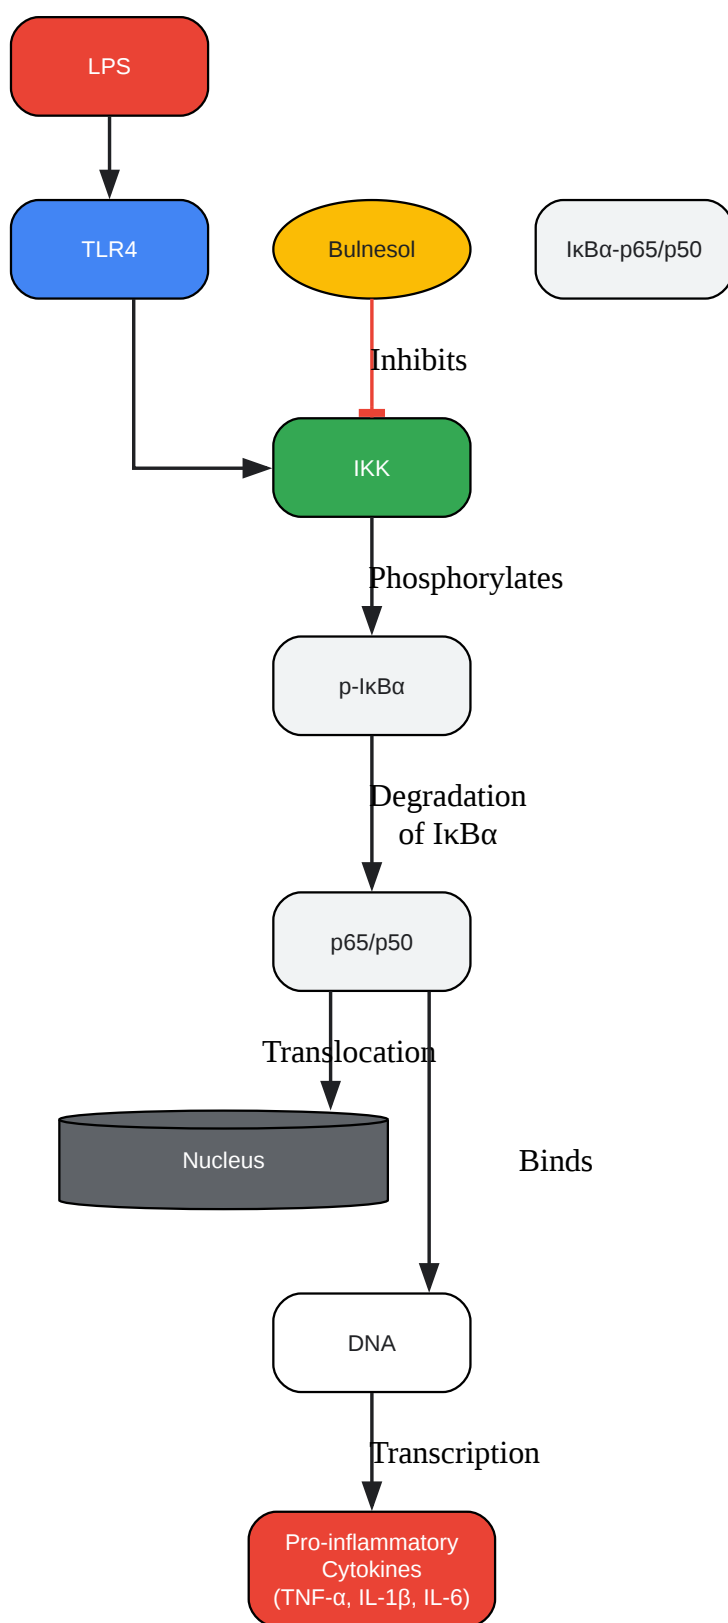 LPS
TLR4
Bulnesol
IκBα-p65/p50
Inhibits
IKK
Phosphorylates
p-IκBα
Degradation
of IκBα
p65/p50
Translocation
Nucleus
Binds
DNA
Transcription
Pro-inflammatory
Cytokines
(TNF-α, IL-1β, IL-6)